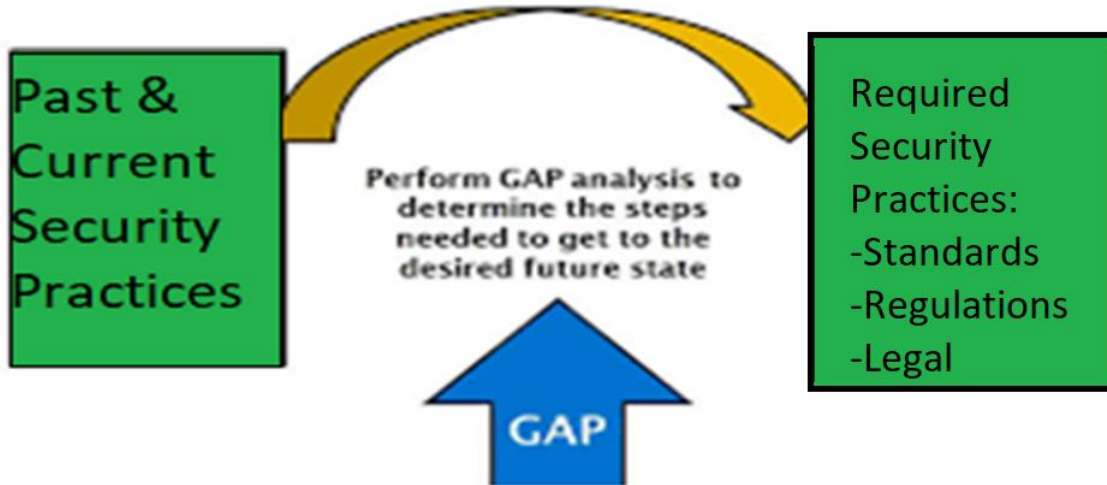 Past &
Current
Security
Practices
Perform GAP analysis to
determine the steps
needed to get to the
desired future state
GAP
Required
Security
Practices:
-Standards
-Regulations
-Legal